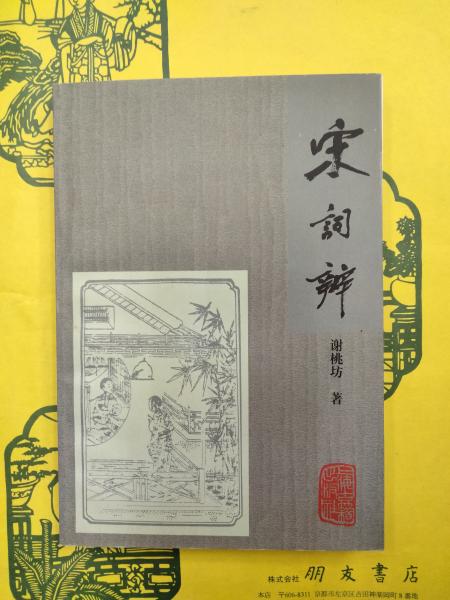 宋词辨
谢桃坊 著
株式会社 朋友書店
本店 〒606-8311 京都市左京区吉田神楽岡町8番地